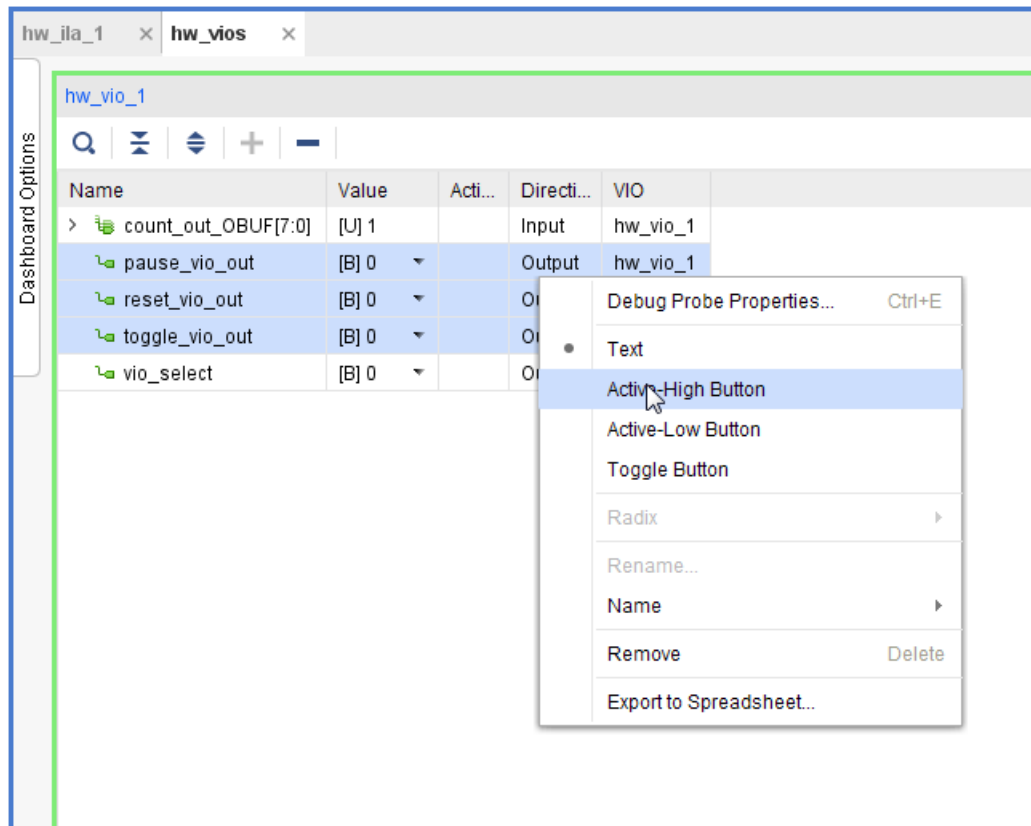 hw_ila_1 × hw_vios ×
Dashboard Options
hw_vio_1
Name Value Acti... Directi... VIO
> count_out_OBUF[7:0] [U] 1 Input hw_vio_1
pause_vio_out [B] 0 Output hw_vio_1
reset_vio_out [B] 0
toggle_vio_out [B] 0
vio_select [B] 0
Debug Probe Properties... Ctrl+E
Text
Active-High Button
Active-Low Button
Toggle Button
Radix
Rename...
Name
Remove Delete
Export to Spreadsheet...